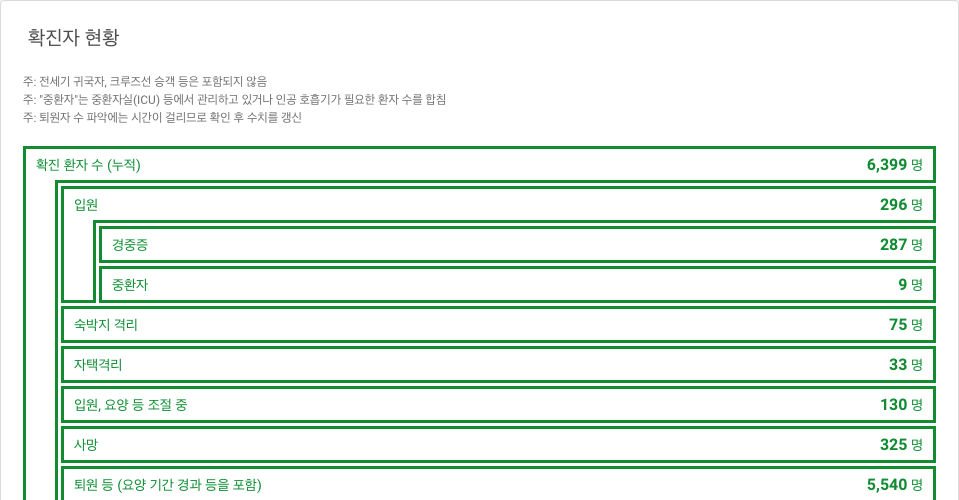 확진자 현황
주: 전세기 귀국자, 크루즈선 승객 등은 포함되지 않음
주: "중환자"는 중환자실(ICU) 등에서 관리하고 있거나 인공 호흡기가 필요한 환자 수를 합침
주: 퇴원자 수 파악에는 시간이 걸리므로 확인 후 수치를 갱신
확진 환자 수 (누적) 6,399 명
입원 296 명
경중증 287 명
중환자 9 명
숙박지 격리 75 명
자택격리 33 명
입원, 요양 등 조절 중 130 명
사망 325 명
퇴원 등 (요양 기간 경과 등을 포함) 5,540 명